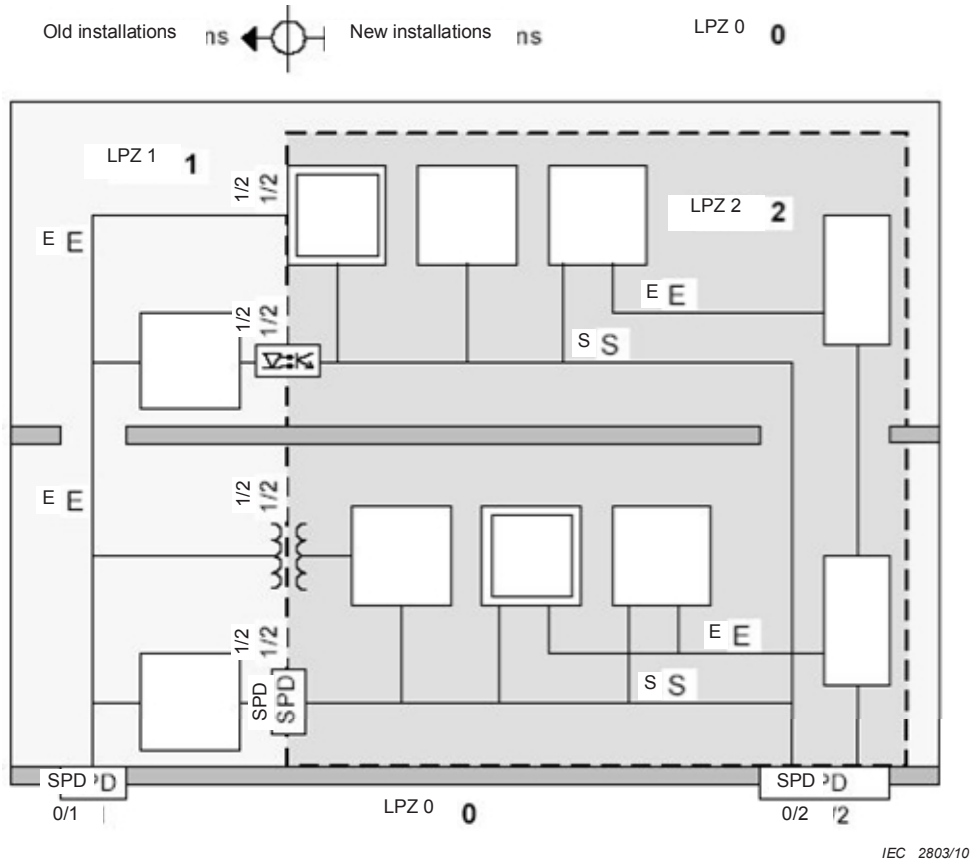 Old installations ns New installations ns LPZ 0 0
LPZ 1 1
1/2 1/2
LPZ 2 2
E E
E E
1/2 1/2
S S
E E
1/2 1/2
1/2 1/2
E E
S S
SPD SPD
SPD PD
SPD PD
0/1
LPZ 0 0
0/2 /2
IEC 2803/10